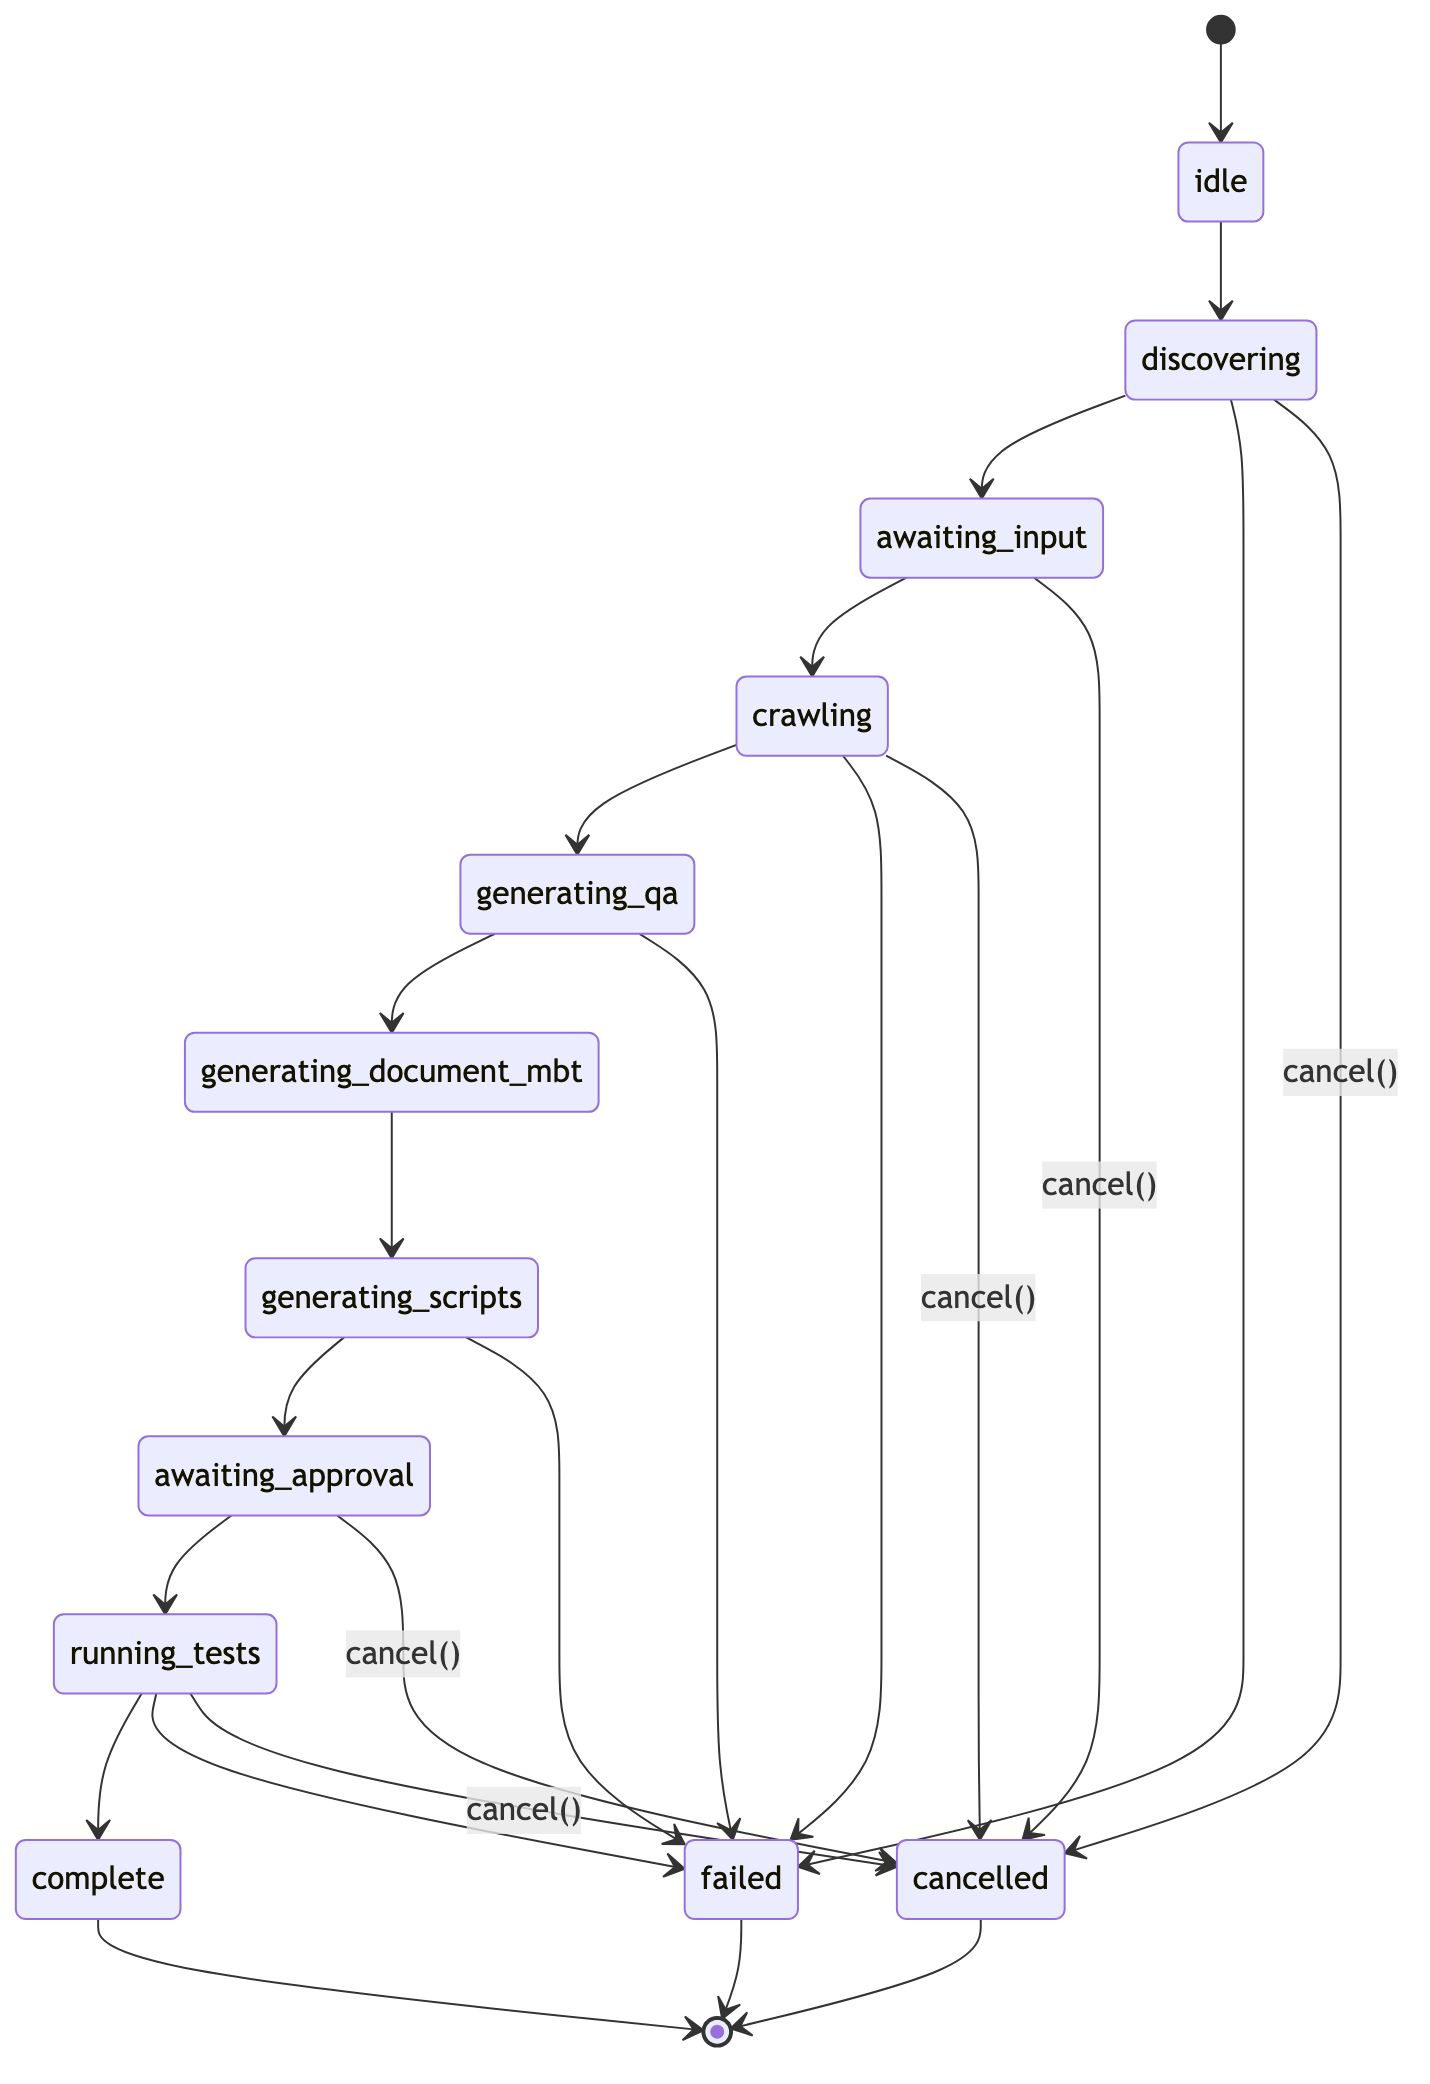 idle
discovering
awaiting_input
crawling
generating_qa
generating_document_mbt
cancel()
cancel()
generating_scripts
cancel()
awaiting_approval
running_tests
cancel()
cancel()
complete
failed
cancelled